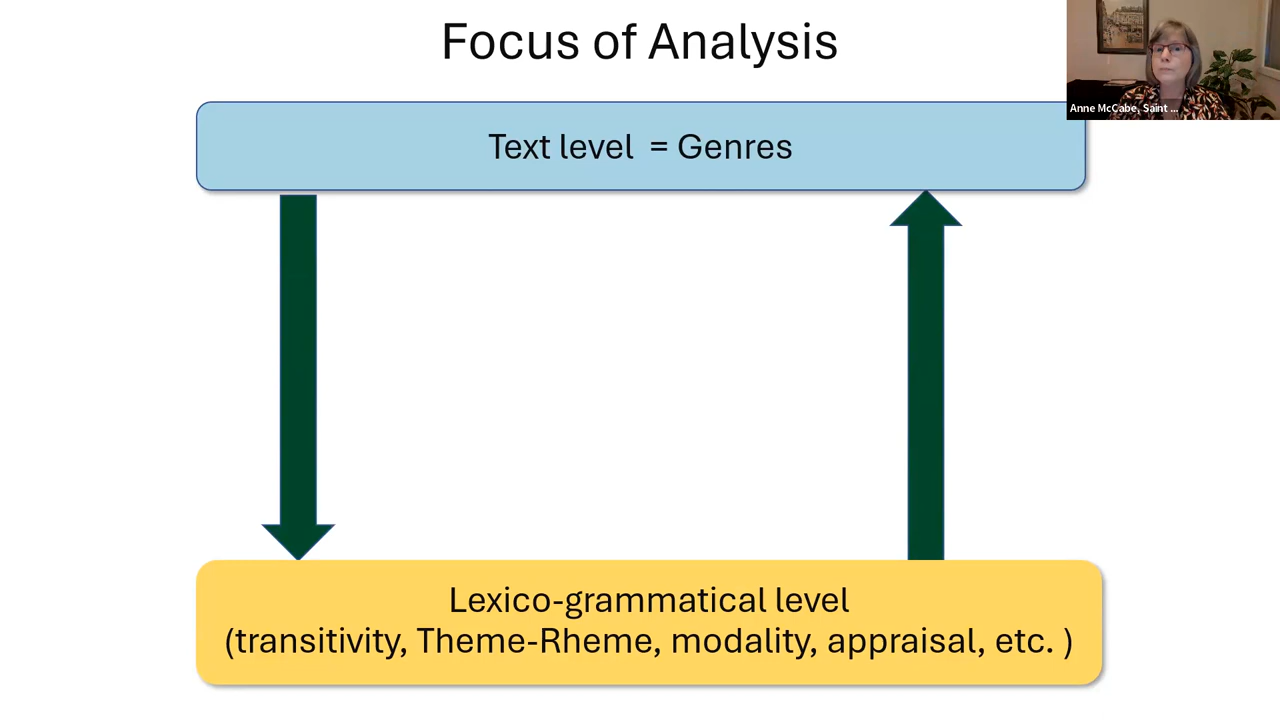 Focus of Analysis
Anne McCabe, Saint ...
Text level = Genres
Lexico-grammatical level
(transitivity, Theme-Rheme, modality, appraisal, etc. )